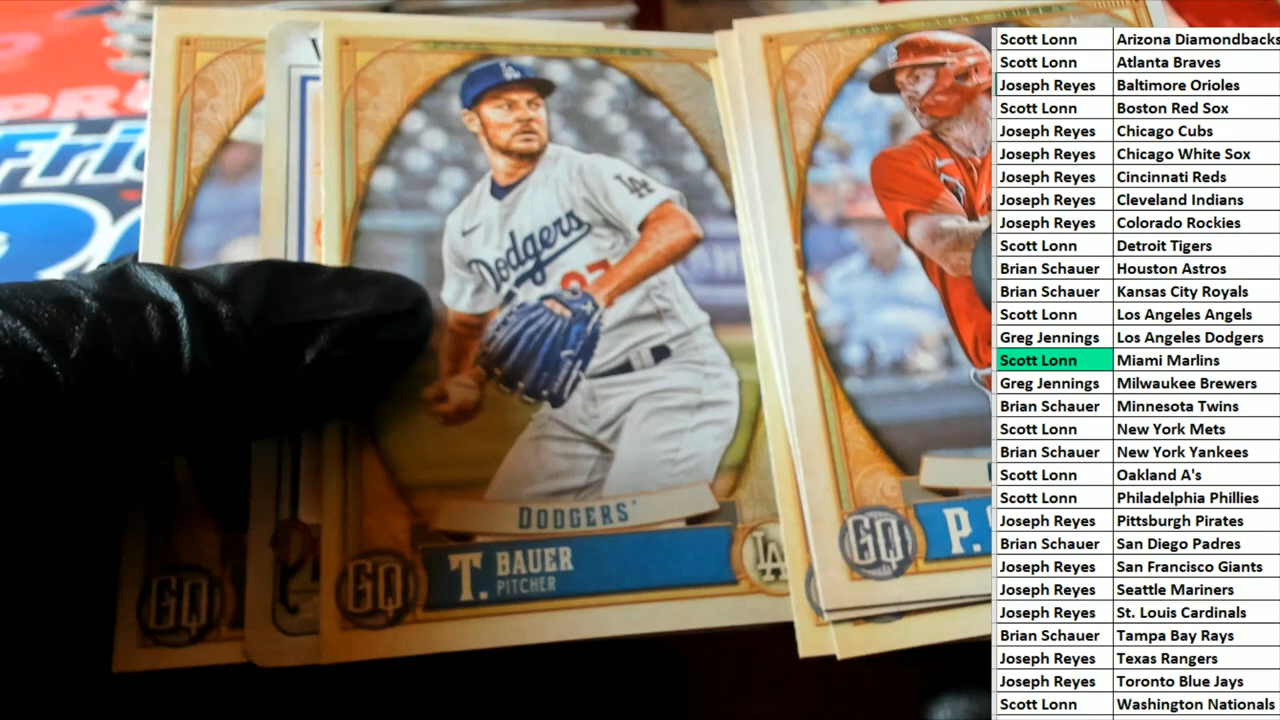 Fri
LA
Dodgers
LA
DODGERS'
T. BAUER
PITCHER
GQ
GQ
LA
GQ
P.
Scott Lonn Arizona Diamondbacks
Scott Lonn Atlanta Braves
Joseph Reyes Baltimore Orioles
Scott Lonn Boston Red Sox
Joseph Reyes Chicago Cubs
Joseph Reyes Chicago White Sox
Joseph Reyes Cincinnati Reds
Joseph Reyes Cleveland Indians
Joseph Reyes Colorado Rockies
Scott Lonn Detroit Tigers
Brian Schauer Houston Astros
Brian Schauer Kansas City Royals
Scott Lonn Los Angeles Angels
Greg Jennings Los Angeles Dodgers
Scott Lonn Miami Marlins
Greg Jennings Milwaukee Brewers
Brian Schauer Minnesota Twins
Scott Lonn New York Mets
Brian Schauer New York Yankees
Scott Lonn Oakland A's
Scott Lonn Philadelphia Phillies
Joseph Reyes Pittsburgh Pirates
Brian Schauer San Diego Padres
Joseph Reyes San Francisco Giants
Joseph Reyes Seattle Mariners
Joseph Reyes St. Louis Cardinals
Brian Schauer Tampa Bay Rays
Joseph Reyes Texas Rangers
Joseph Reyes Toronto Blue Jays
Scott Lonn Washington Nationals